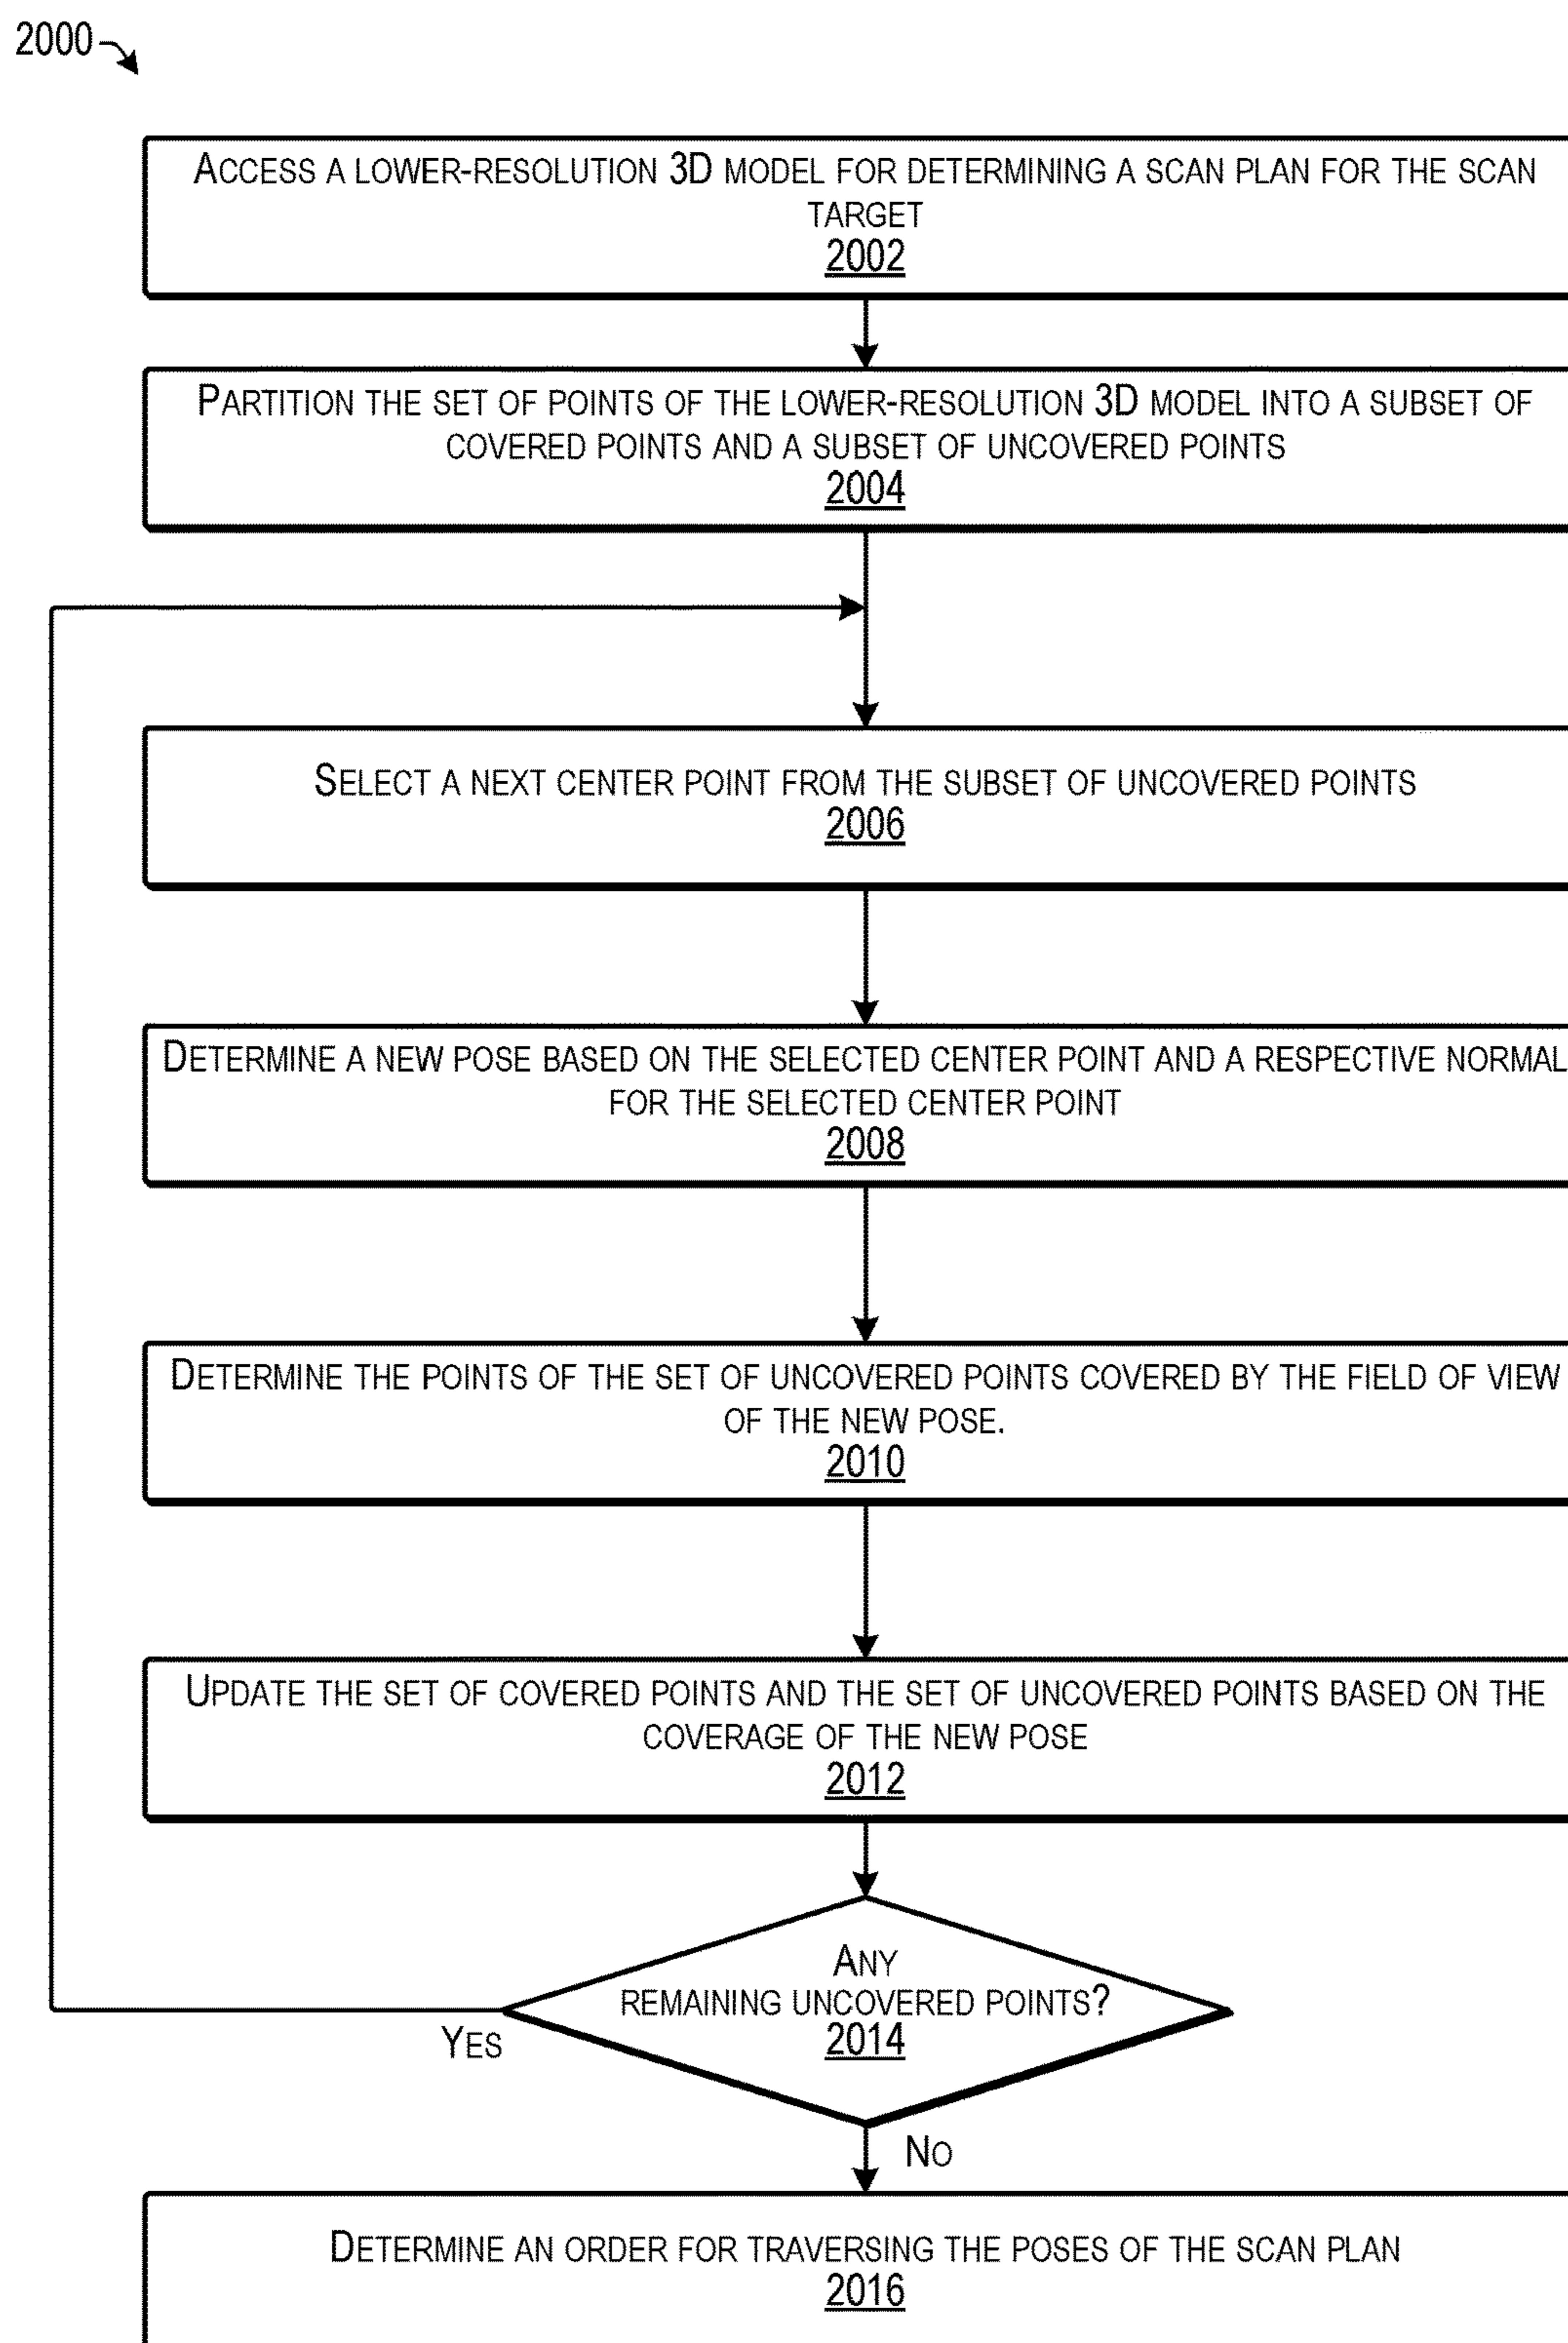 2000
ACCESS A LOWER-RESOLUTION 3D MODEL FOR DETERMINING A SCAN PLAN FOR THE SCAN
TARGET
2002
PARTITION THE SET OF POINTS OF THE LOWER-RESOLUTION 3D MODEL INTO A SUBSET OF
COVERED POINTS AND A SUBSET OF UNCOVERED POINTS
2004
SELECT A NEXT CENTER POINT FROM THE SUBSET OF UNCOVERED POINTS
2006
DETERMINE A NEW POSE BASED ON THE SELECTED CENTER POINT AND A RESPECTIVE NORMAL
FOR THE SELECTED CENTER POINT
2008
DETERMINE THE POINTS OF THE SET OF UNCOVERED POINTS COVERED BY THE FIELD OF VIEW
OF THE NEW POSE.
2010
UPDATE THE SET OF COVERED POINTS AND THE SET OF UNCOVERED POINTS BASED ON THE
COVERAGE OF THE NEW POSE
2012
ANY
REMAINING UNCOVERED POINTS?
2014
YES
NO
DETERMINE AN ORDER FOR TRAVERSING THE POSES OF THE SCAN PLAN
2016